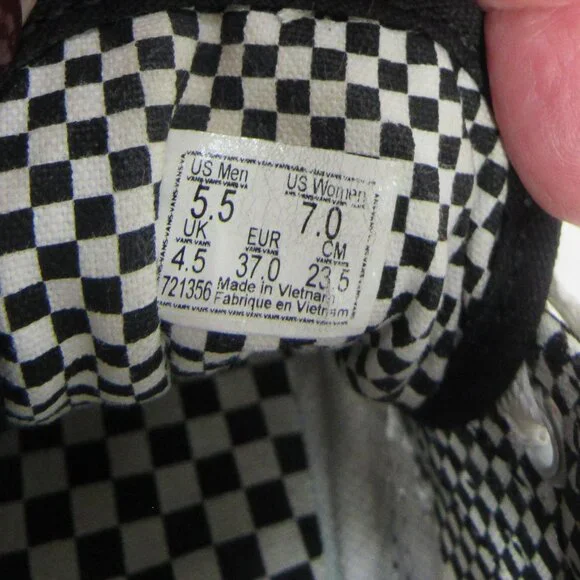 US Men US Women
5.5 7.0
UK EUR CM
4.5 37.0 23.5
721356 Made in Vietnam
Fabrique en Vietnam